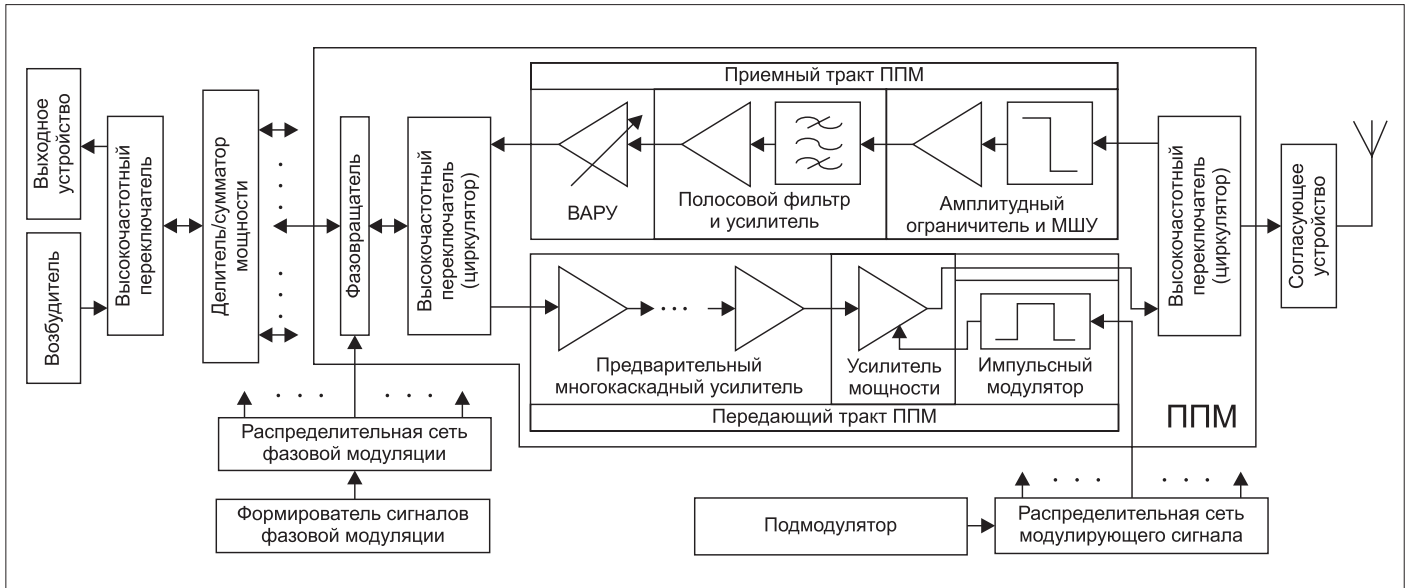 Выходное
устройство
Возбудитель
Высокочастотный
переключатель
Делитель/сумматор
мощности
Фазовращатель
Высокочастотный
переключатель
(циркулятор)
Приемный тракт ППМ
ВАРУ
Полосовой фильтр
и усилитель
Амплитудный
ограничитель и МШУ
Предварительный
многокаскадный усилитель
Усилитель
мощности
Импульсный
модулятор
Передающий тракт ППМ
Высокочастотный
переключатель
(циркулятор)
Согласующее
устройство
ППМ
Распределительная сеть
фазовой модуляции
Формирователь сигналов
фазовой модуляции
Подмодулятор
Распределительная сеть
модулирующего сигнала